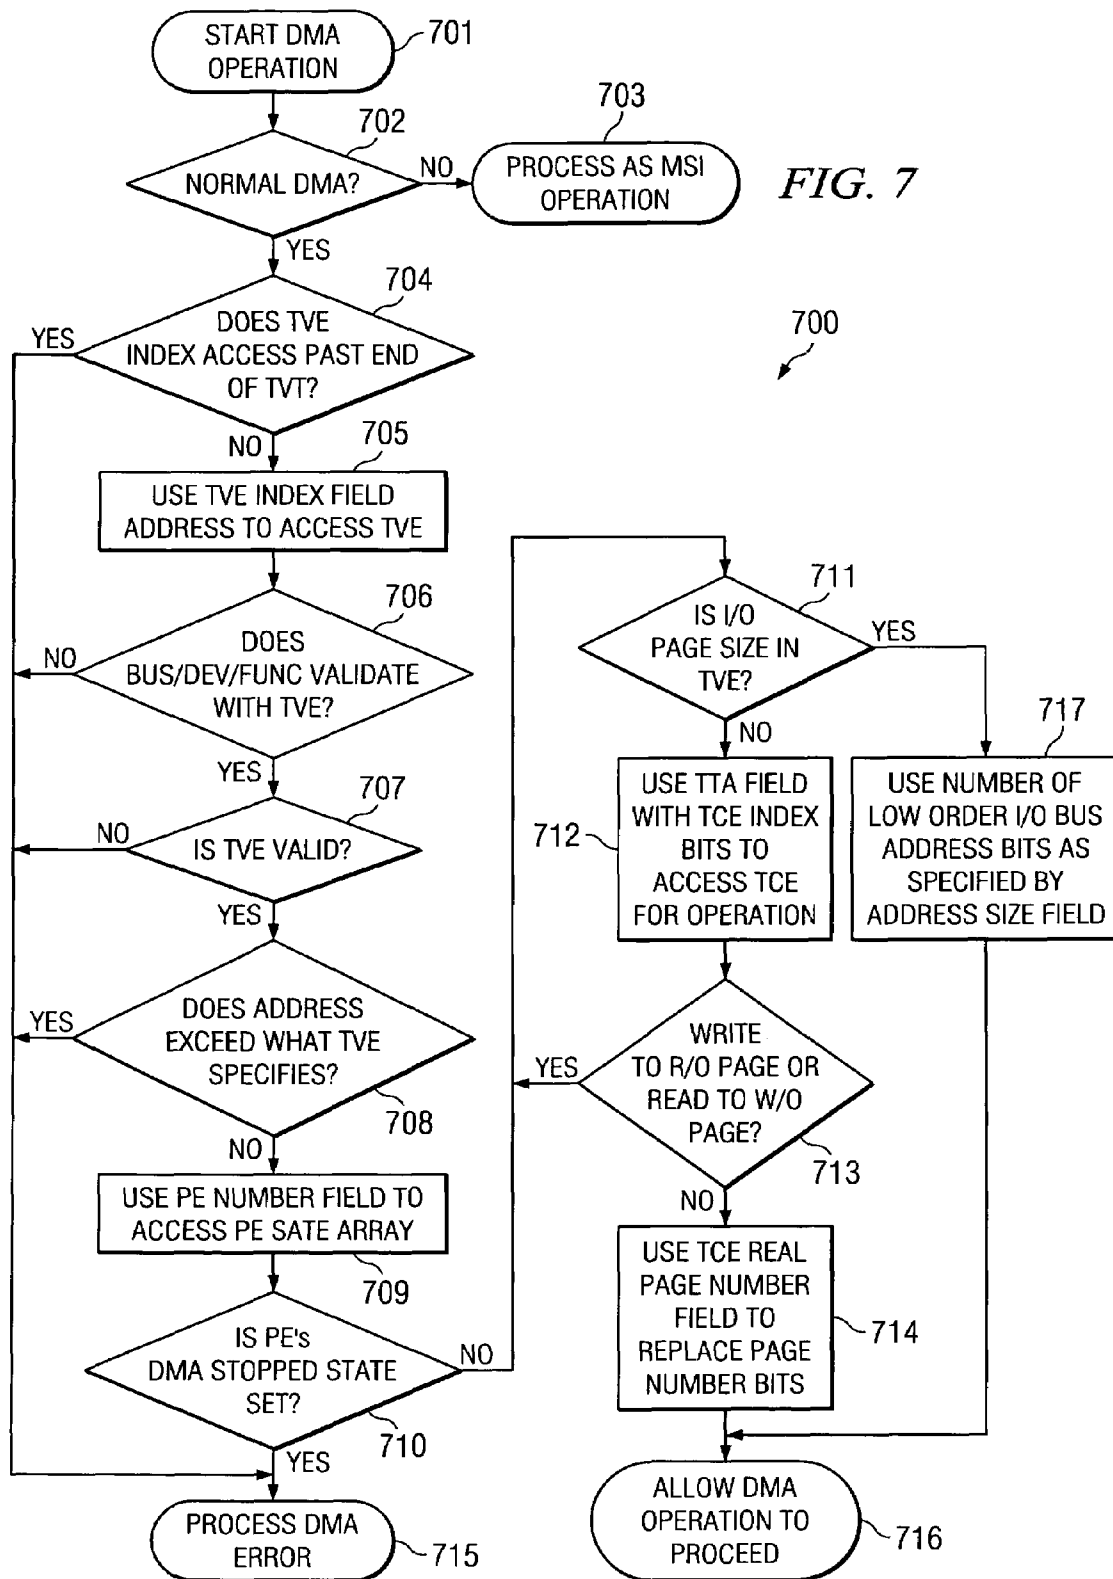 START DMA
OPERATION
701
702
NORMAL DMA?
NO
YES
703
PROCESS AS MSI
OPERATION
FIG. 7
700
704
DOES TVE
INDEX ACCESS PAST END
OF TVT?
YES
NO
705
USE TVE INDEX FIELD
ADDRESS TO ACCESS TVE
706
DOES
BUS/DEV/FUNC VALIDATE
WITH TVE?
NO
YES
707
IS TVE VALID?
NO
YES
DOES ADDRESS
EXCEED WHAT TVE
SPECIFIES?
708
YES
NO
USE PE NUMBER FIELD TO
ACCESS PE SATE ARRAY
709
IS PE's
DMA STOPPED STATE
SET?
710
NO
YES
PROCESS DMA
ERROR
715
711
IS I/O
PAGE SIZE IN
TVE?
YES
NO
712
USE TTA FIELD
WITH TCE INDEX
BITS TO
ACCESS TCE
FOR OPERATION
717
USE NUMBER OF
LOW ORDER I/O BUS
ADDRESS BITS AS
SPECIFIED BY
ADDRESS SIZE FIELD
WRITE
TO R/O PAGE OR
READ TO W/O
PAGE?
713
YES
NO
USE TCE REAL
PAGE NUMBER
FIELD TO
REPLACE PAGE
NUMBER BITS
714
ALLOW DMA
OPERATION TO
PROCEED
716